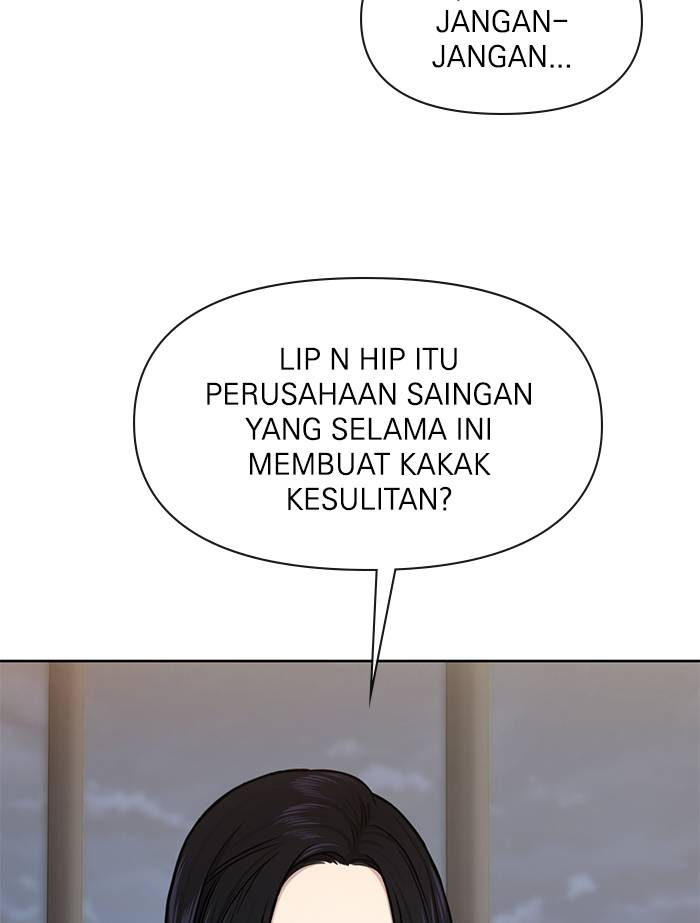 JANGAN-
JANGAN...
LIP N HIP ITU
PERUSAHAAN SAINGAN
YANG SELAMA INI
MEMBUAT KAKAK
KESULITAN?